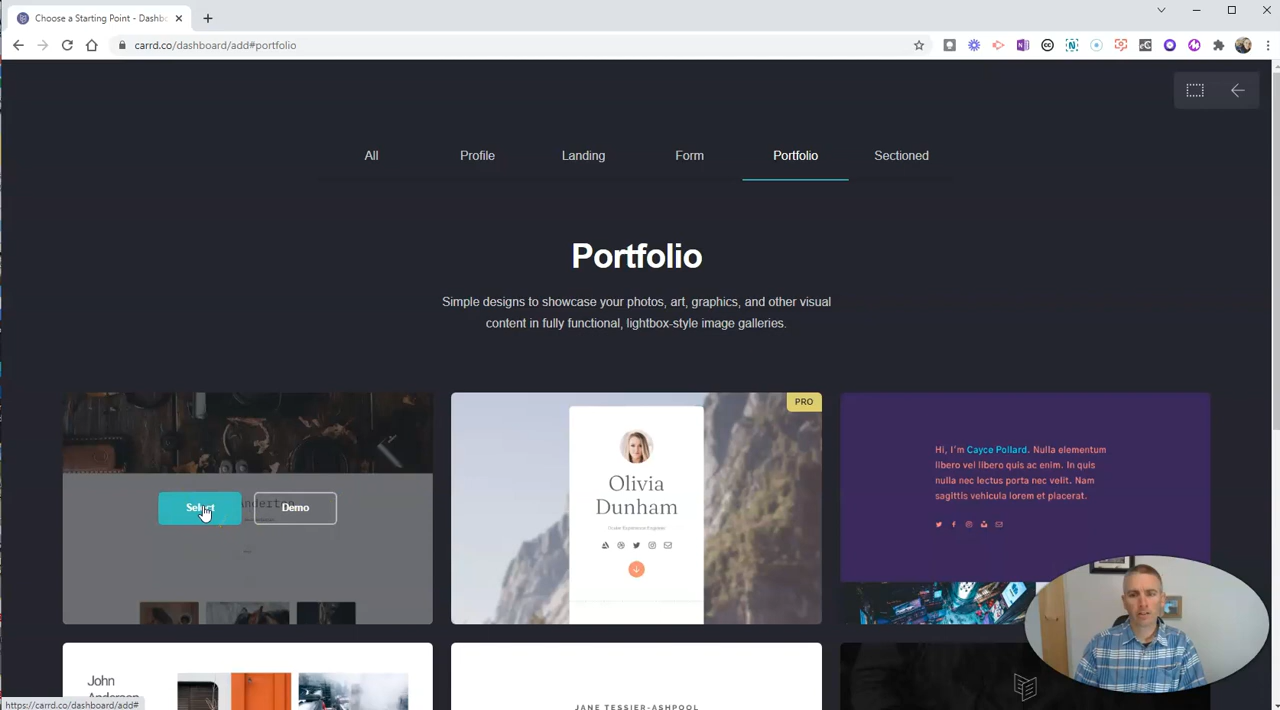 Choose a Starting Point - Dashbo
carrd.co/dashboard/add#portfolio
All
Profile
Landing
Form
Portfolio
Sectioned
Portfolio
Simple designs to showcase your photos, art, graphics, and other visual
content in fully functional, lightbox-style image galleries.
Select
Demo
PRO
Olivia
Dunham
Hi, I'm Cayce Pollard. Nulla elementum
libero vel libero quis ac enim. In quis
nulla nec lectus porta nec velit. Nam
sagittis vehicula lorem et placerat.
John
Anderson
JANE TESSIER-ASHPOOL
https://carrd.co/dashboard/add#